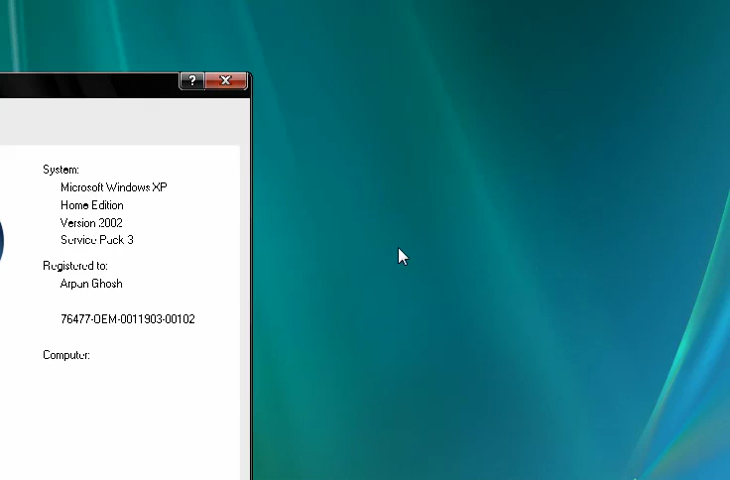 ?
System:
Microsoft Windows XP
Home Edition
Version 2002
Service Pack 3
Registered to:
Arpan Ghosh
76477-OEM-0011903-00102
Computer: